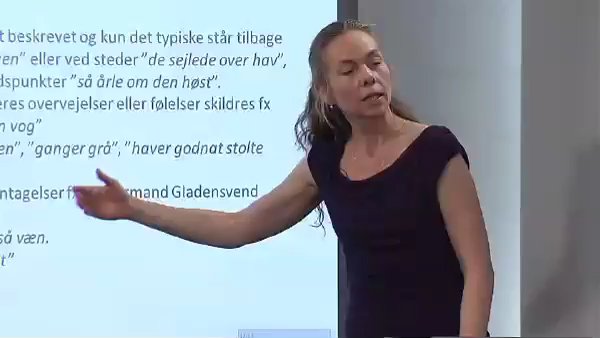 t beskrevet og kun det typiske står tilbage
en" eller ved steder "de sejlede over hav",
dspunkter "så årle om den høst".
eres overvejelser eller følelser skildres fx
n vog"
en", "ganger grå", "haver godnat stolte
ntagelser f rmand Gladensvend
så væn.
t"